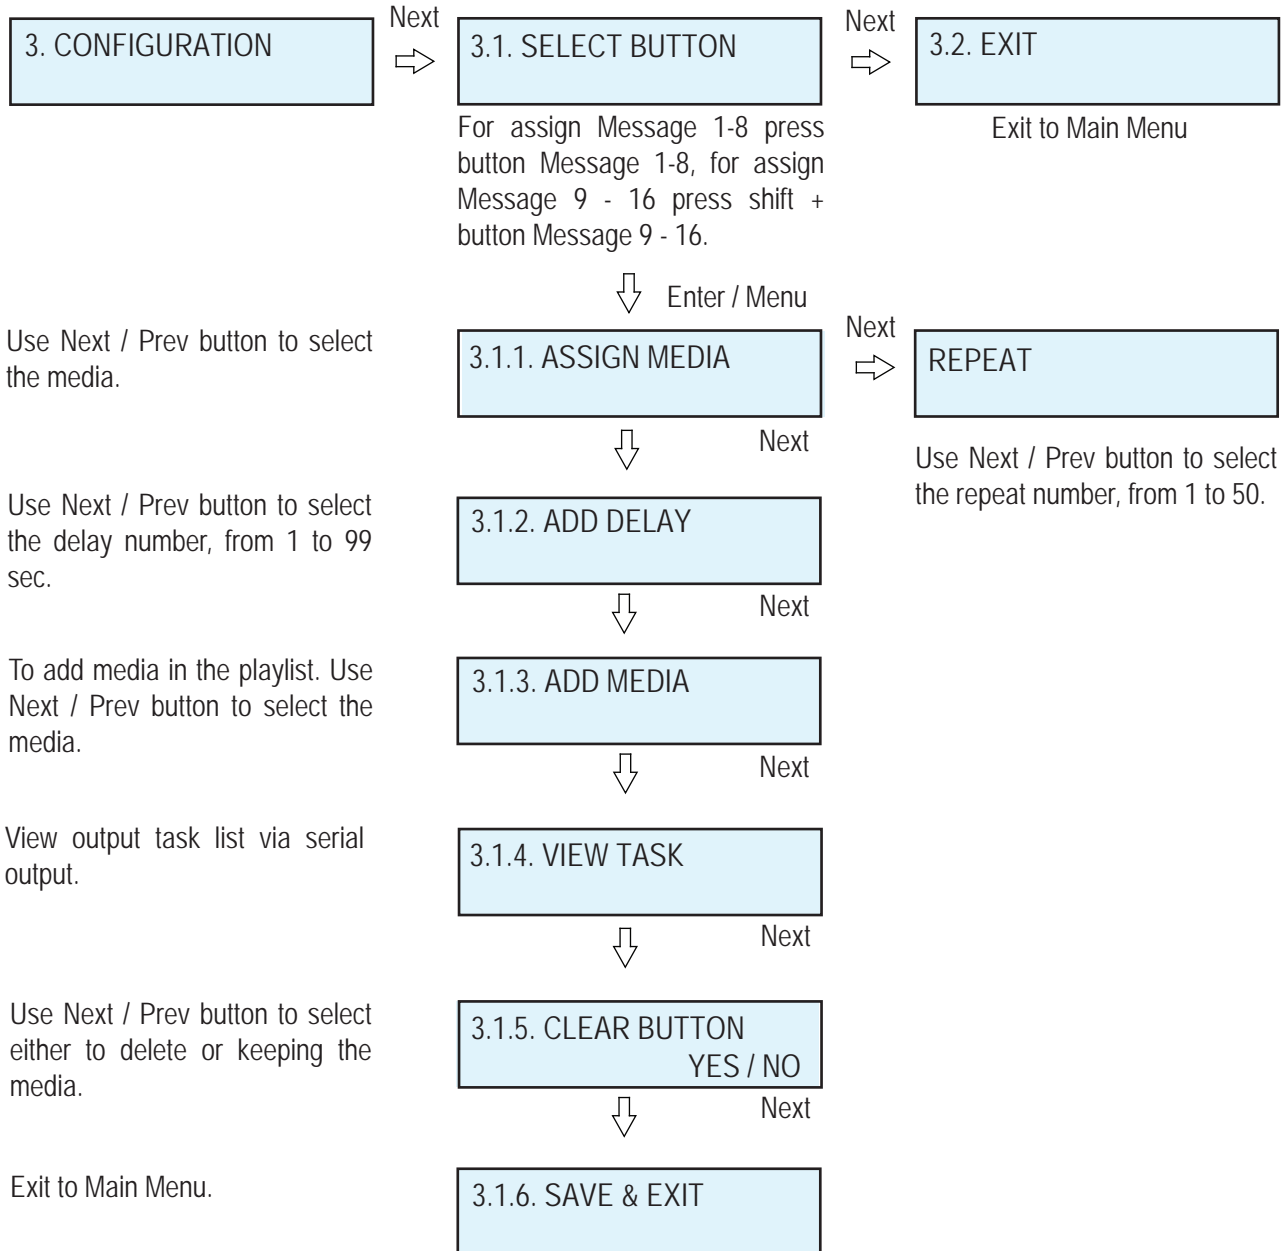 Next
Next
3. CONFIGURATION
3.1. SELECT BUTTON
3.2. EXIT
For assign Message 1-8 press
button Message 1-8, for assign
Message 9 - 16 press shift +
button Message 9 - 16.
Exit to Main Menu
Enter / Menu
Use Next / Prev button to select
the media.
3.1.1. ASSIGN MEDIA
Next
REPEAT
Use Next / Prev button to select
the repeat number, from 1 to 50.
Next
Use Next / Prev button to select
the delay number, from 1 to 99
sec.
3.1.2. ADD DELAY
Next
To add media in the playlist. Use
Next / Prev button to select the
media.
3.1.3. ADD MEDIA
Next
View output task list via serial
output.
3.1.4. VIEW TASK
Next
Use Next / Prev button to select
either to delete or keeping the
media.
3.1.5. CLEAR BUTTON
YES / NO
Next
Exit to Main Menu.
3.1.6. SAVE & EXIT